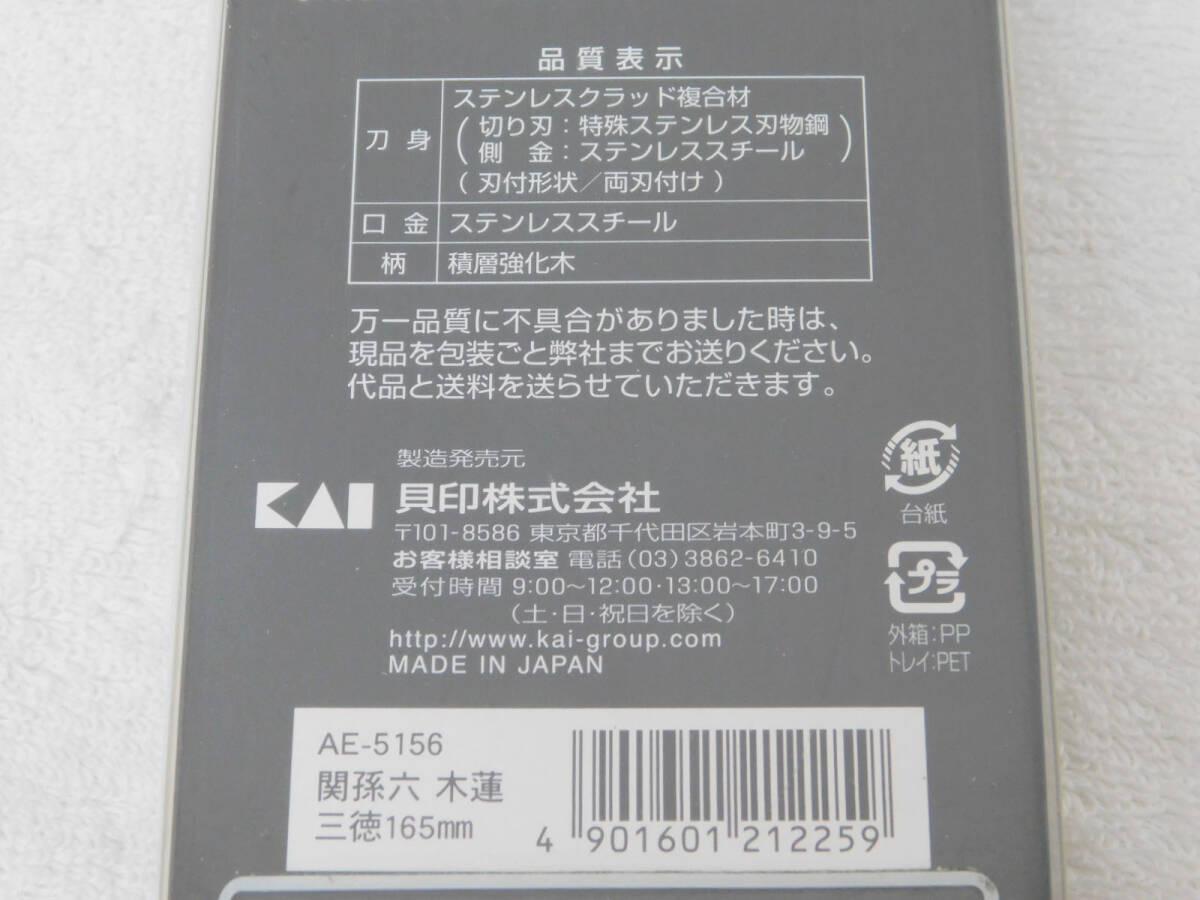 品質表示
刀身
ステンレスクラッド複合材
(切り刃:特殊ステンレス刃物鋼
側 金:ステンレススチール)
(刃付形状/両刃付け)
口金 ステンレススチール
柄 積層強化木
万一品質に不具合がありました時は、
現品を包装ごと弊社までお送りください。
代品と送料を送らせていただきます。
製造発売元
KAI 貝印株式会社
〒101-8586 東京都千代田区岩本町3-9-5
お客様相談室 電話(03)3862-6410
受付時間 9:00〜12:00・13:00〜17:00
(土・日・祝日を除く)
http://www.kai-group.com
MADE IN JAPAN
紙
台紙
プラ
外箱:PP
トレイ:PET
AE-5156
関孫六 木蓮
三徳165mm
4 901601 212259